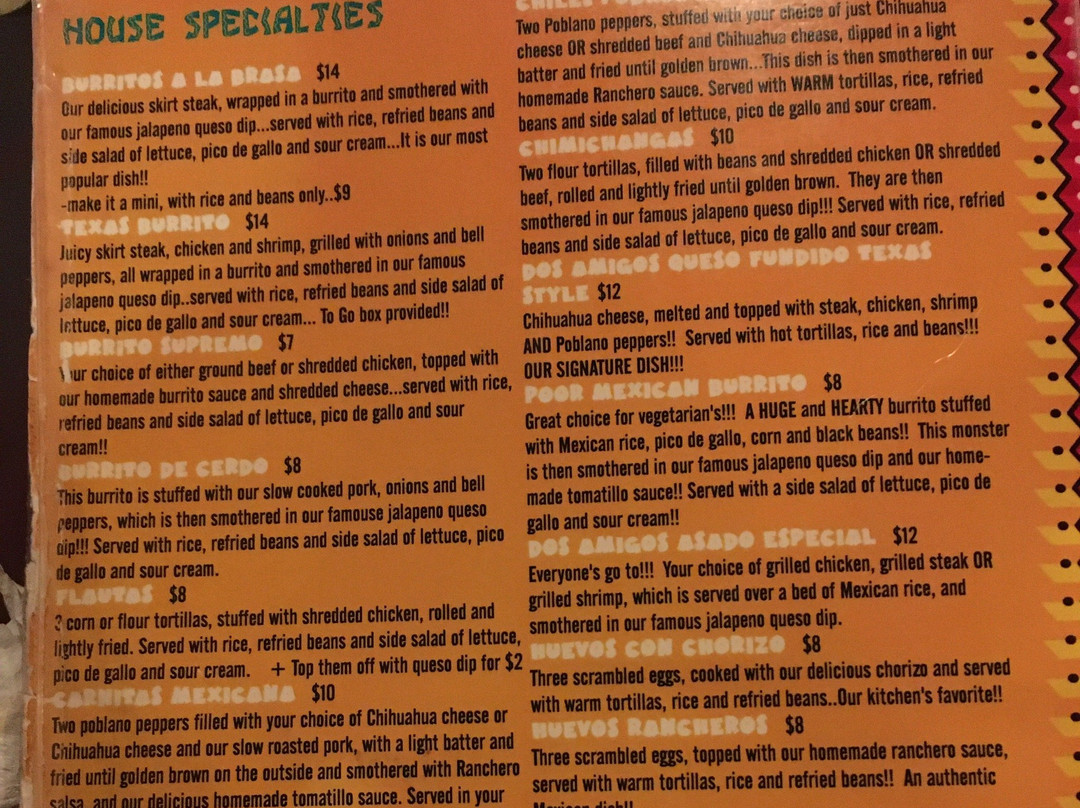 HOUSE SPECIALTIES
BURRITOS A LA BRASA $14
Our delicious skirt steak, wrapped in a burrito and smothered with
our famous jalapeno queso dip...served with rice, refried beans and
side salad of lettuce, pico de gallo and sour cream...It is our most
popular dish!!
-make it a mini, with rice and beans only..$9
TEXAS BURRITO $14
Juicy skirt steak, chicken and shrimp, grilled with onions and bell
peppers, all wrapped in a burrito and smothered in our famous
jalapeno queso dip..served with rice, refried beans and side salad of
lettuce, pico de gallo and sour cream... To Go box provided!!
BURRITO SUPREMO $7
Your choice of either ground beef or shredded chicken, topped with
our homemade burrito sauce and shredded cheese...served with rice,
refried beans and side salad of lettuce, pico de gallo and sour
cream!!
BURRITO DE CERDO $8
This burrito is stuffed with our slow cooked pork, onions and bell
peppers, which is then smothered in our famouse jalapeno queso
dip!!! Served with rice, refried beans and side salad of lettuce, pico
de gallo and sour cream.
FLAUTAS $8
corn or flour tortillas, stuffed with shredded chicken, rolled and
lightly fried. Served with rice, refried beans and side salad of lettuce,
pico de gallo and sour cream. + Top them off with queso dip for $2
CARNITAS MEXICANA $10
Two poblano peppers filled with your choice of Chihuahua cheese or
Chihuahua cheese and our slow roasted pork, with a light batter and
fried until golden brown on the outside and smothered with Ranchero
salsa, and our delicious homemade tomatillo sauce. Served in your
Two Poblano peppers, stuffed with your choice of just Chihuahua
cheese OR shredded beef and Chihuahua cheese, dipped in a light
batter and fried until golden brown...This dish is then smothered in our
homemade Ranchero sauce. Served with WARM tortillas, rice, refried
beans and side salad of lettuce, pico de gallo and sour cream.
CHIMICHANGAS $10
Two flour tortillas, filled with beans and shredded chicken OR shredded
beef, rolled and lightly fried until golden brown. They are then
smothered in our famous jalapeno queso dip!!! Served with rice, refried
beans and side salad of lettuce, pico de gallo and sour cream.
DOS AMIGOS QUESO FUNDIDO TEXAS
STYLE $12
Chihuahua cheese, melted and topped with steak, chicken, shrimp
AND Poblano peppers!! Served with hot tortillas, rice and beans!!!
OUR SIGNATURE DISH!!!
POOR MEXICAN BURRITO $8
Great choice for vegetarian's!!! A HUGE and HEARTY burrito stuffed
with Mexican rice, pico de gallo, corn and black beans!! This monster
is then smothered in our famous jalapeno queso dip and our home-
made tomatillo sauce!! Served with a side salad of lettuce, pico de
gallo and sour cream!!
DOS AMIGOS ASADO ESPECIAL $12
Everyone's go to!!! Your choice of grilled chicken, grilled steak OR
grilled shrimp, which is served over a bed of Mexican rice, and
smothered in our famous jalapeno queso dip.
HUEVOS CON CHORIZO $8
Three scrambled eggs, cooked with our delicious chorizo and served
with warm tortillas, rice and refried beans..Our kitchen's favorite!!
HUEVOS RANCHEROS $8
Three scrambled eggs, topped with our homemade ranchero sauce,
served with warm tortillas, rice and refried beans!! An authentic
Mexican dish!!